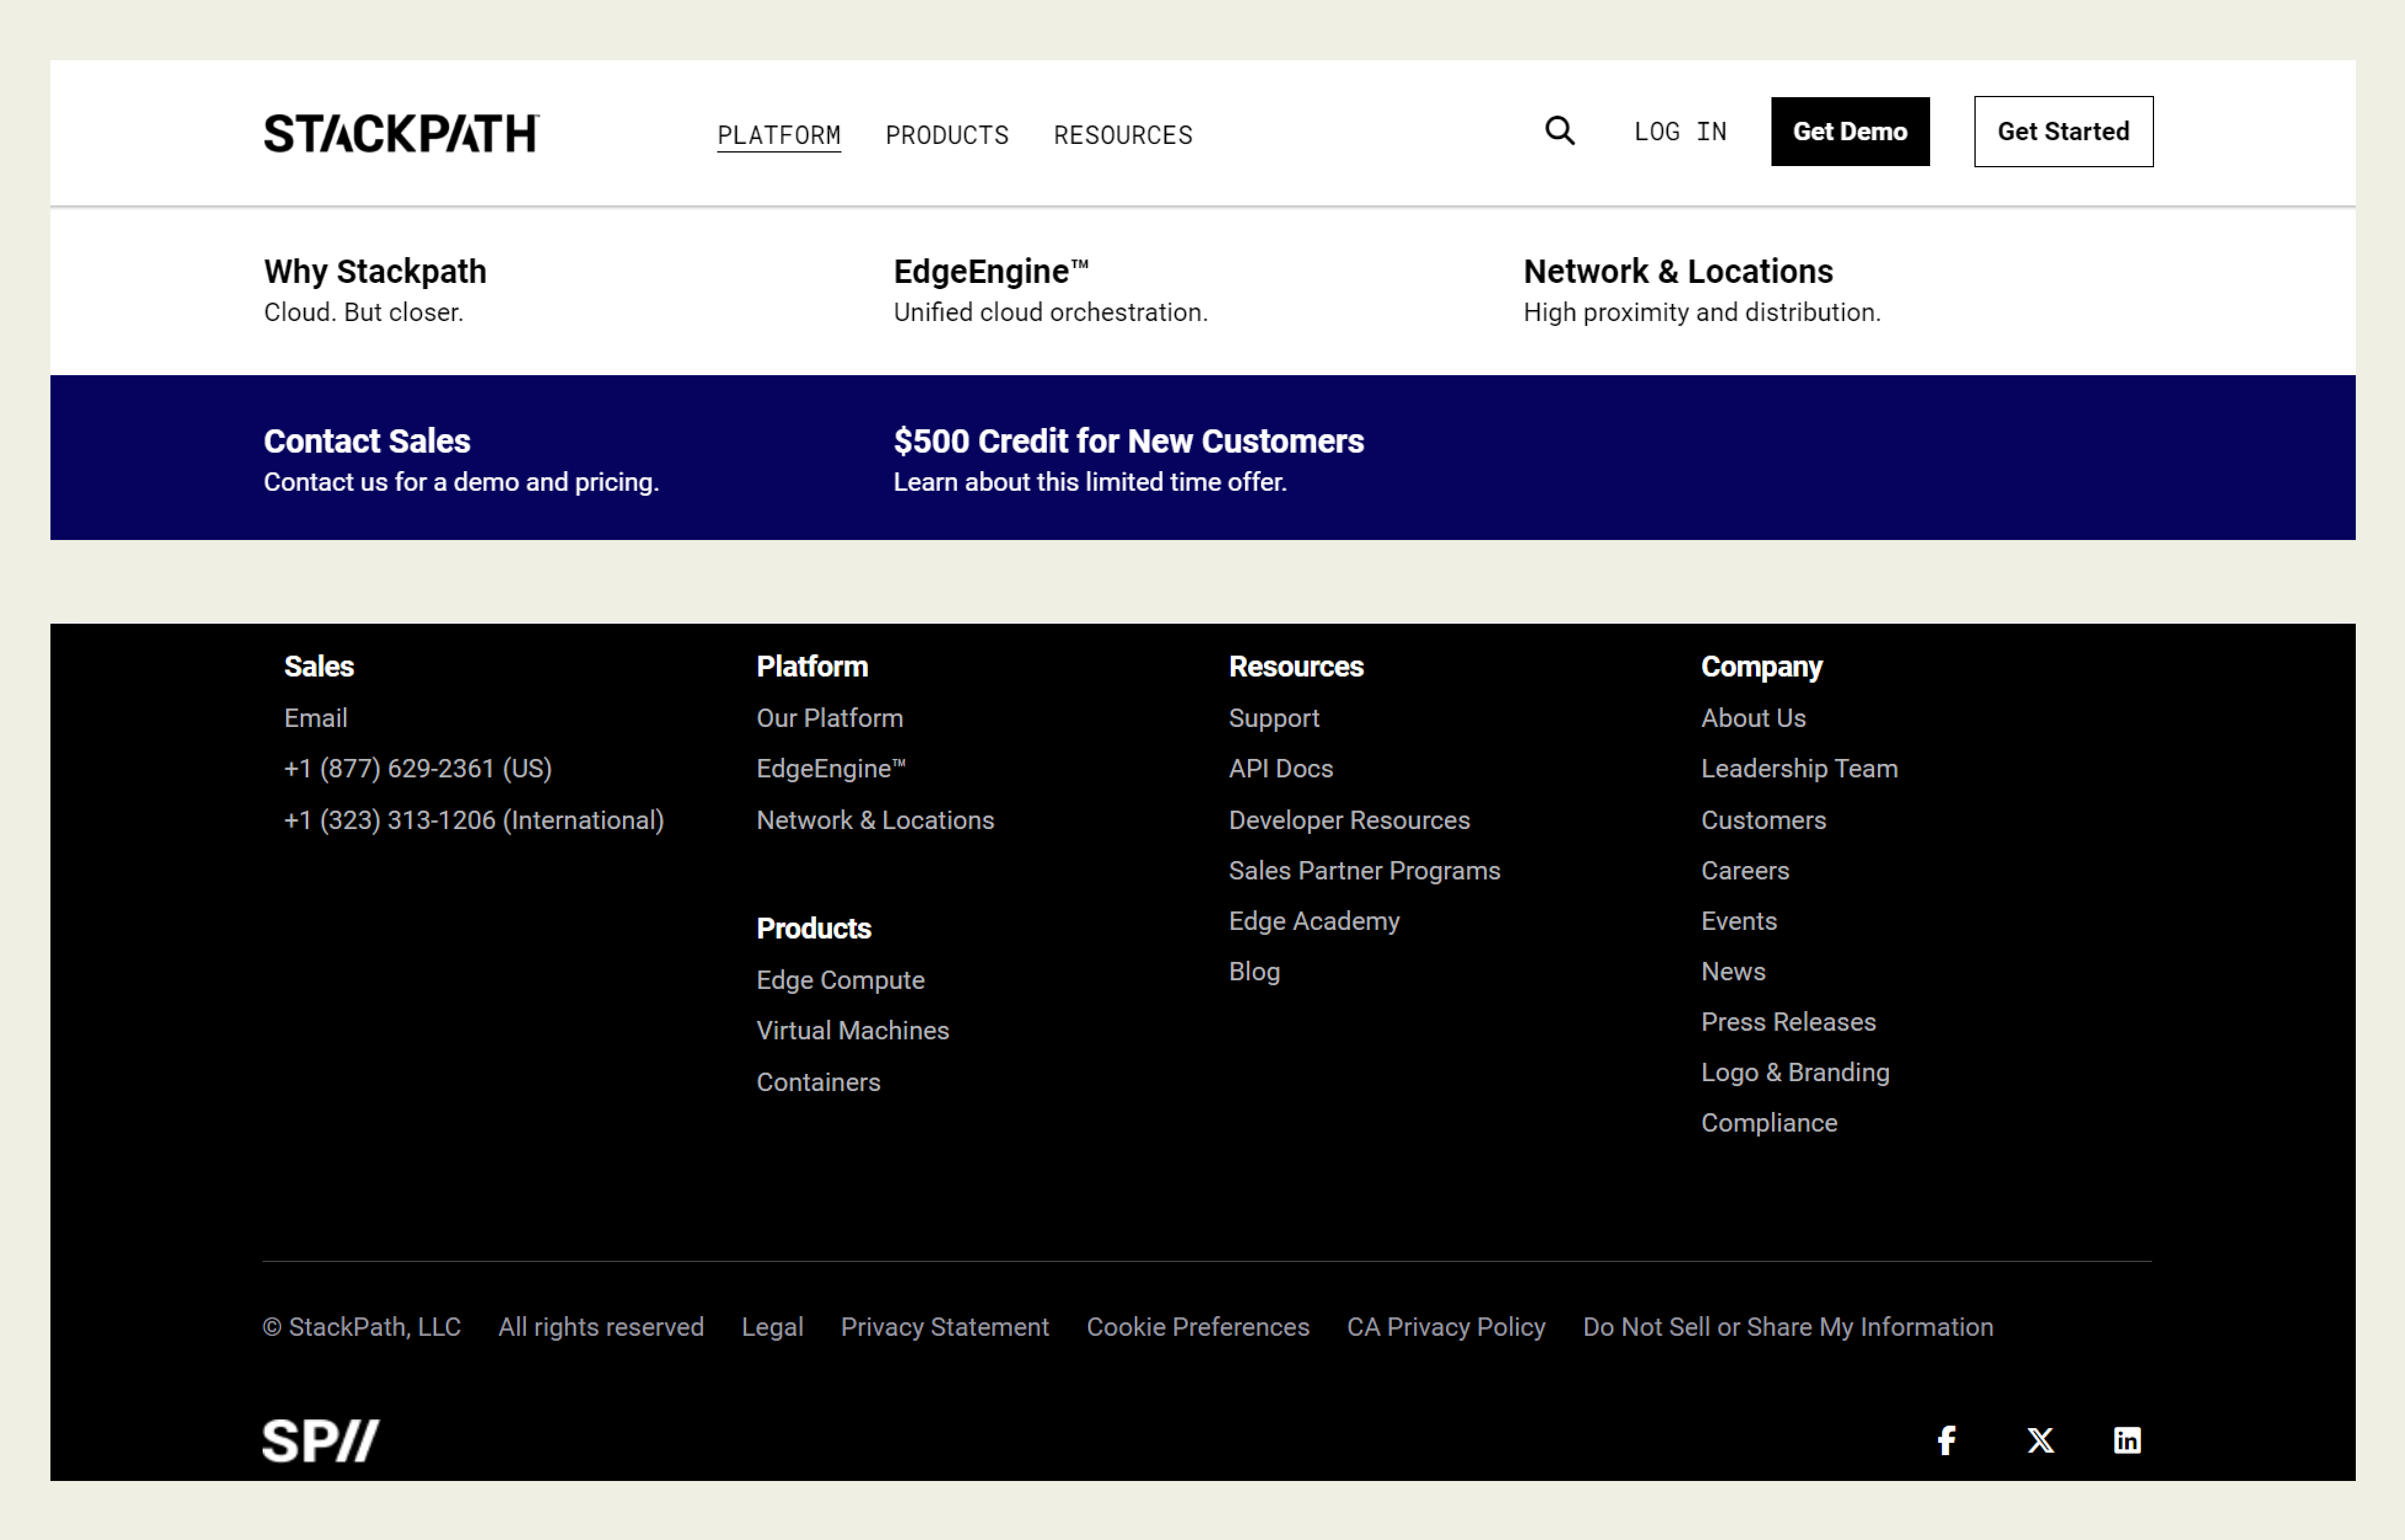 STACKPATH
PLATFORM PRODUCTS RESOURCES LOG IN Get Demo Get Started
Why Stackpath
Cloud. But closer.
EdgeEngine™
Unified cloud orchestration.
Network & Locations
High proximity and distribution.
Contact Sales
Contact us for a demo and pricing.
$500 Credit for New Customers
Learn about this limited time offer.
Sales
Email
+1 (877) 629-2361 (US)
+1 (323) 313-1206 (International)
Platform
Our Platform
EdgeEngine™
Network & Locations
Products
Edge Compute
Virtual Machines
Containers
Resources
Support
API Docs
Developer Resources
Sales Partner Programs
Edge Academy
Blog
Company
About Us
Leadership Team
Customers
Careers
Events
News
Press Releases
Logo & Branding
Compliance
© StackPath, LLC All rights reserved Legal Privacy Statement Cookie Preferences CA Privacy Policy Do Not Sell or Share My Information
SP//